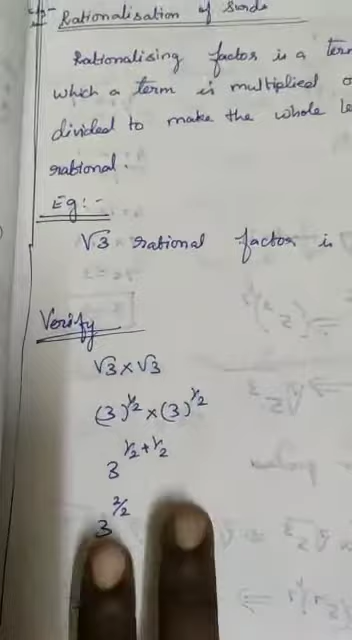 Rationalisation of Surds
Rationalising factor is a term
which a term is multiplied
divided to make the whole
rational.
Eg:-
√3 rational factor is
Verify
√3 × √3
(3)^1/2 × (3)^1/2
3^1/2+1/2
3^2/2